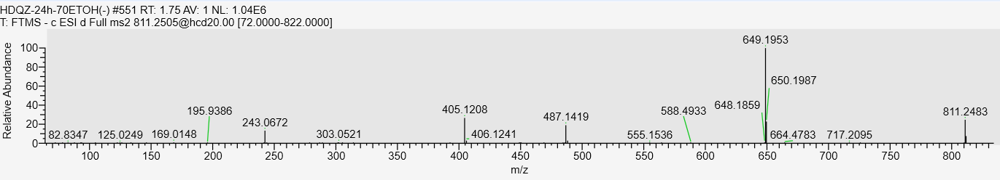 HDQZ-24h-70ETOH(-) #551 RT: 1.75 AV: 1 NL: 1.04E6
T: FTMS - c ESI d Full ms2 811.2505@hcd20.00 [72.0000-822.0000]
649.1953
100
80
650.1987
60
648.1859
40
195.9386
405.1208
588.4933
811.2483
487.1419
20
243.0672
82.8347 125.0249 169.0148 303.0521 406.1241 555.1536 664.4783 717.2095
0
Relative Abundance
100 150 200 250 300 350 400 450 500 550 600 650 700 750 800
m/z